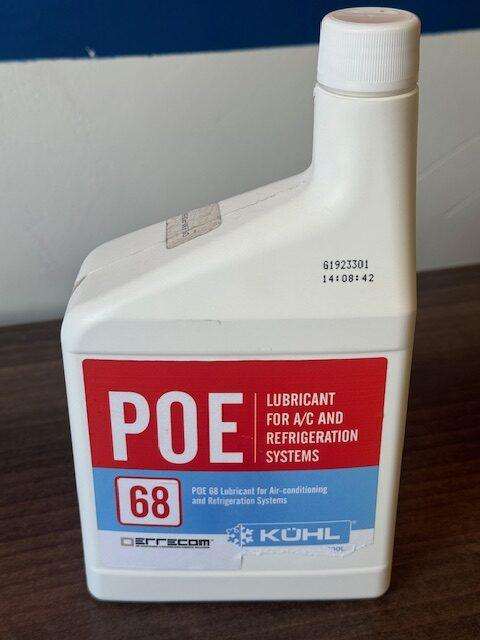 G1923301
14:08:42
POE
LUBRICANT
FOR A/C AND
REFRIGERATION
SYSTEMS
68
POE 68 Lubricant for Air-conditioning
and Refrigeration Systems
ERRECOM
KÜHL